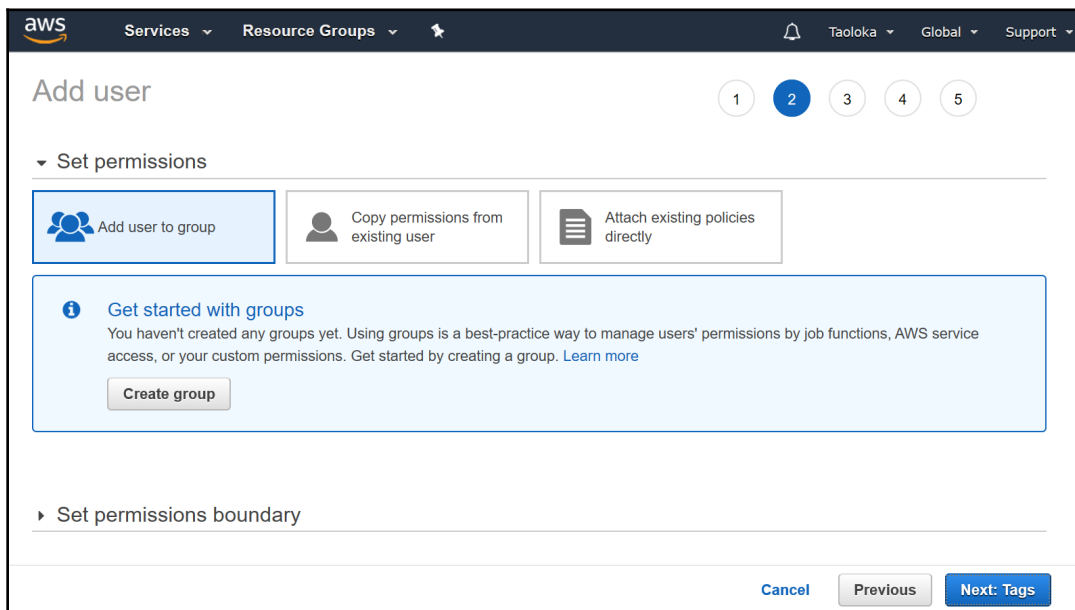 aws Services Resource Groups Taoloka Global Support
Add user 1 2 3 4 5
Set permissions
Add user to group
Copy permissions from
existing user
Attach existing policies
directly
Get started with groups
You haven't created any groups yet. Using groups is a best-practice way to manage users' permissions by job functions, AWS service
access, or your custom permissions. Get started by creating a group. Learn more
Create group
Set permissions boundary
Cancel Previous Next: Tags